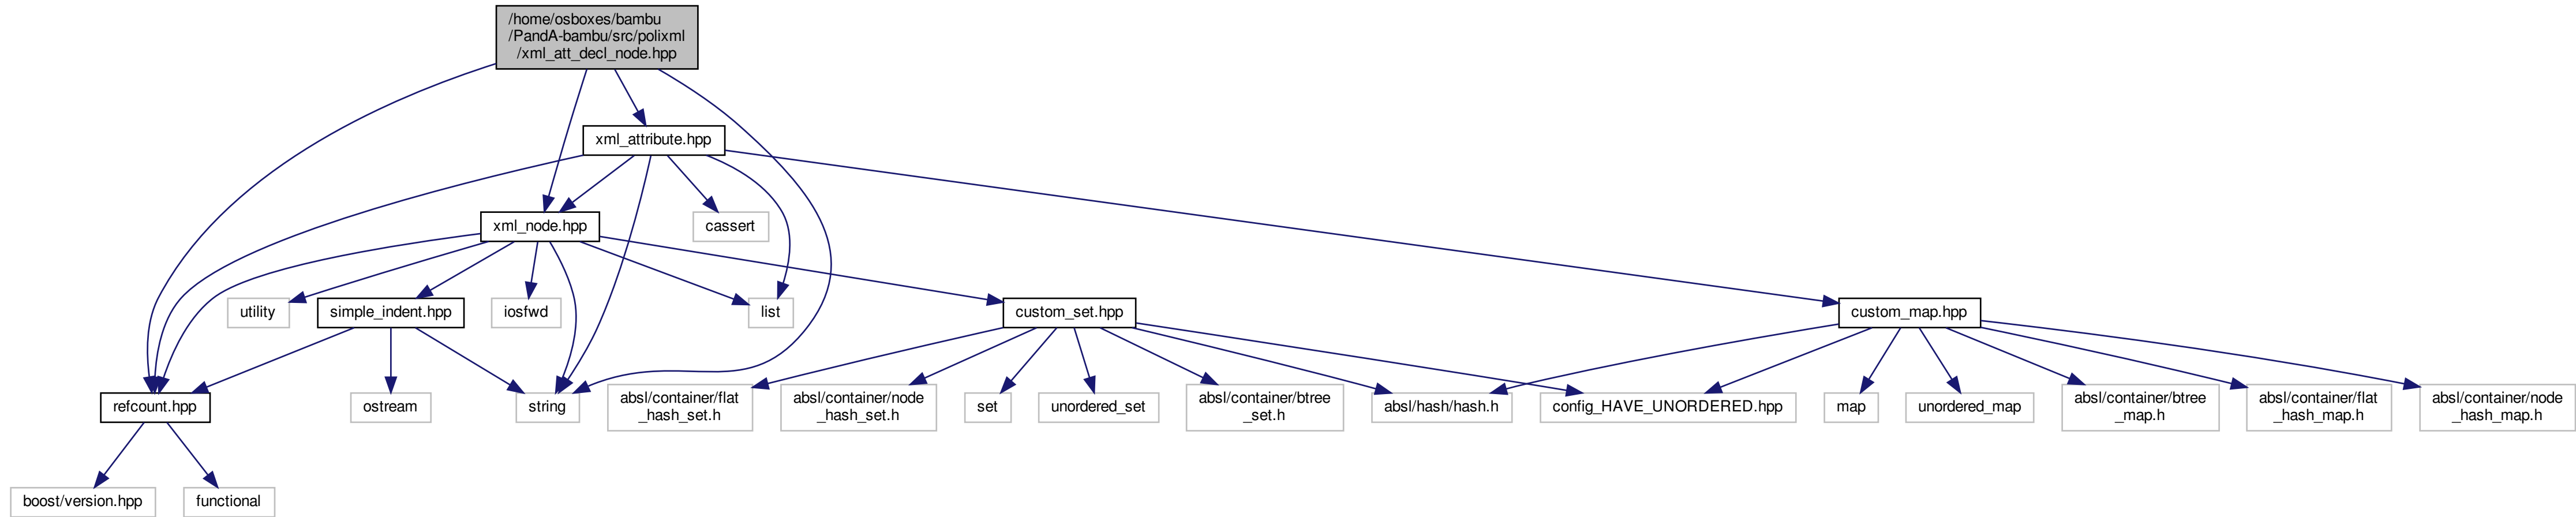 /home/osboxes/bambu
/PandA-bambu/src/polixml
/xml_att_decl_node.hpp
xml_attribute.hpp
xml_node.hpp
cassert
utility
simple_indent.hpp
iosfwd
list
custom_set.hpp
custom_map.hpp
refcount.hpp
ostream
string
absl/container/flat
_hash_set.h
absl/container/node
_hash_set.h
set
unordered_set
absl/container/btree
_set.h
absl/hash/hash.h
config_HAVE_UNORDERED.hpp
map
unordered_map
absl/container/btree
_map.h
absl/container/flat
_hash_map.h
absl/container/node
_hash_map.h
boost/version.hpp
functional